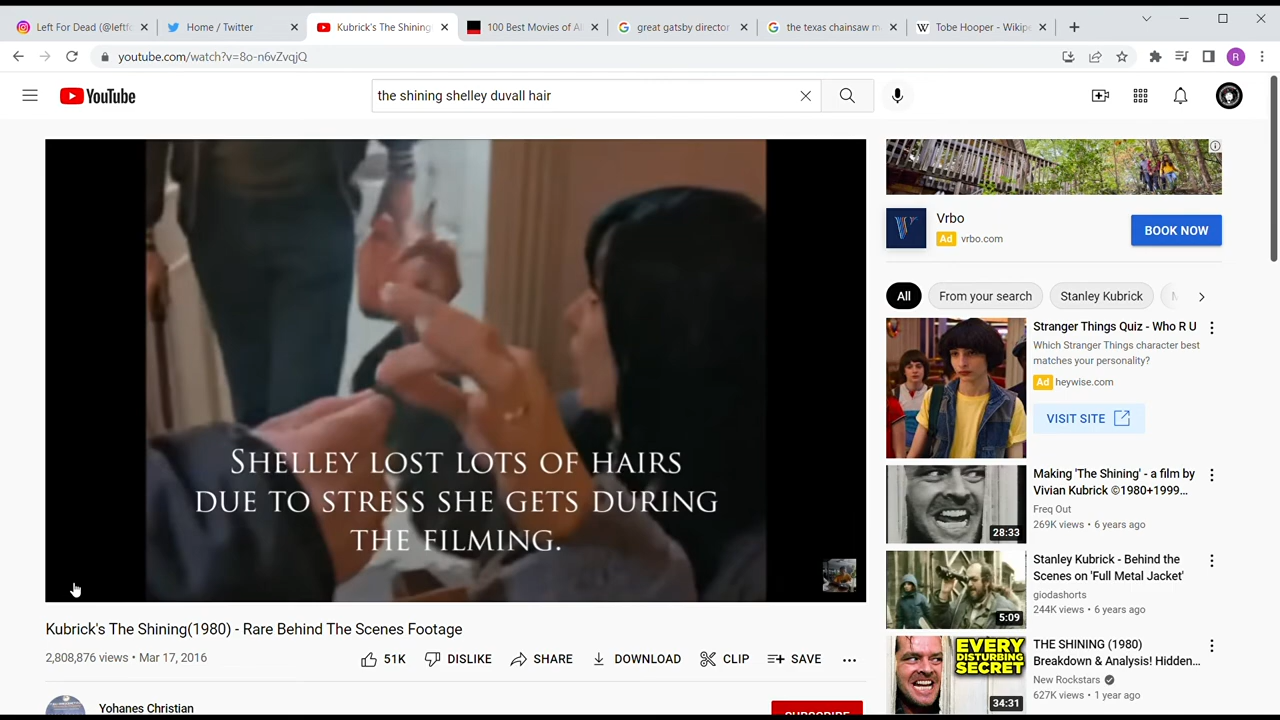 Left For Dead (@leftfo
Home / Twitter
Kubrick's The Shining(
100 Best Movies of Al
great gatsby director
the texas chainsaw m
Tobe Hooper - Wikipe
youtube.com/watch?v=8o-n6vZvqjQ
R
YouTube
the shining shelley duvall hair
SHELLEY LOST LOTS OF HAIRS
DUE TO STRESS SHE GETS DURING
THE FILMING.
Kubrick's The Shining(1980) - Rare Behind The Scenes Footage
2,808,876 views • Mar 17, 2016
51K
DISLIKE
SHARE
DOWNLOAD
CLIP
SAVE
Yohanes Christian
SUBSCRIBE
Vrbo
Ad vrbo.com
BOOK NOW
All
From your search
Stanley Kubrick
Stranger Things Quiz - Who R U
Which Stranger Things character best
matches your personality?
Ad heywise.com
VISIT SITE
Making 'The Shining' - a film by
Vivian Kubrick ©1980+1999...
Freq Out
269K views • 6 years ago
28:33
Stanley Kubrick - Behind the
Scenes on 'Full Metal Jacket'
giodashorts
244K views • 6 years ago
5:09
EVERY
DISTURBING
SECRET
34:31
THE SHINING (1980)
Breakdown & Analysis! Hidden...
New Rockstars
627K views • 1 year ago